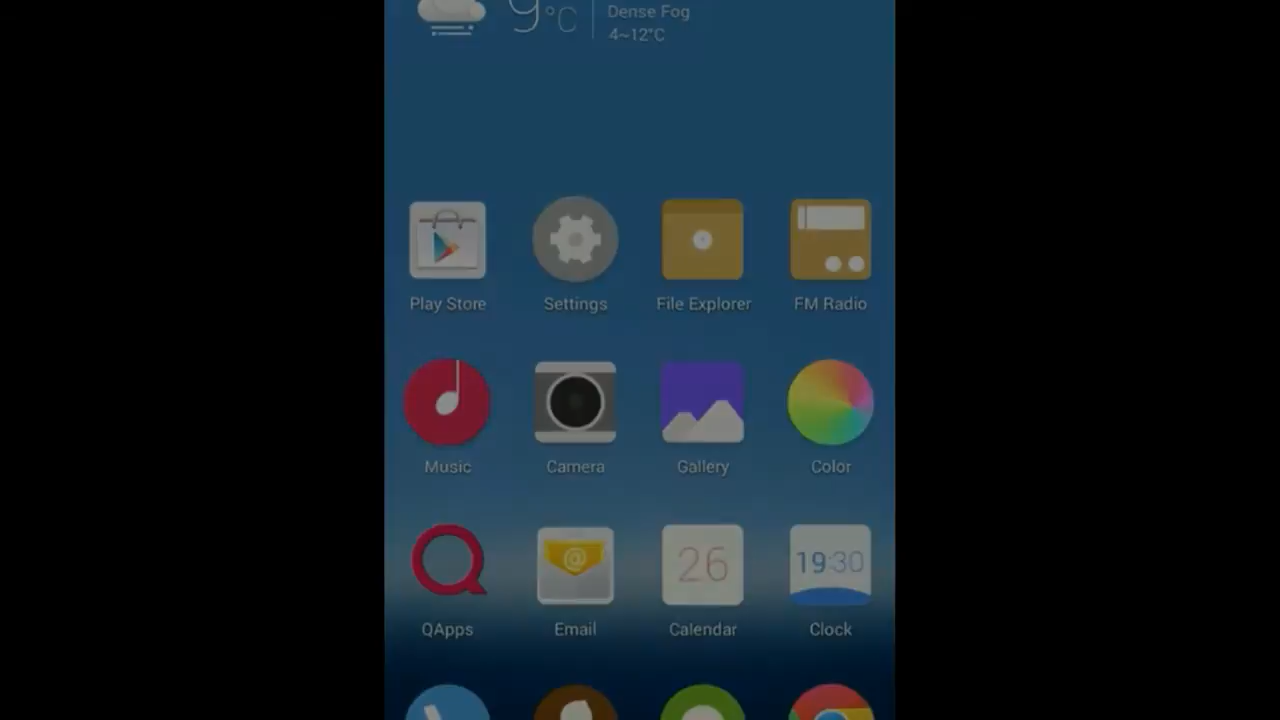 9°C
Dense Fog
4~12°C
Play Store
Settings
File Explorer
FM Radio
Music
Camera
Gallery
Color
@
26
19:30
QApps
Email
Calendar
Clock